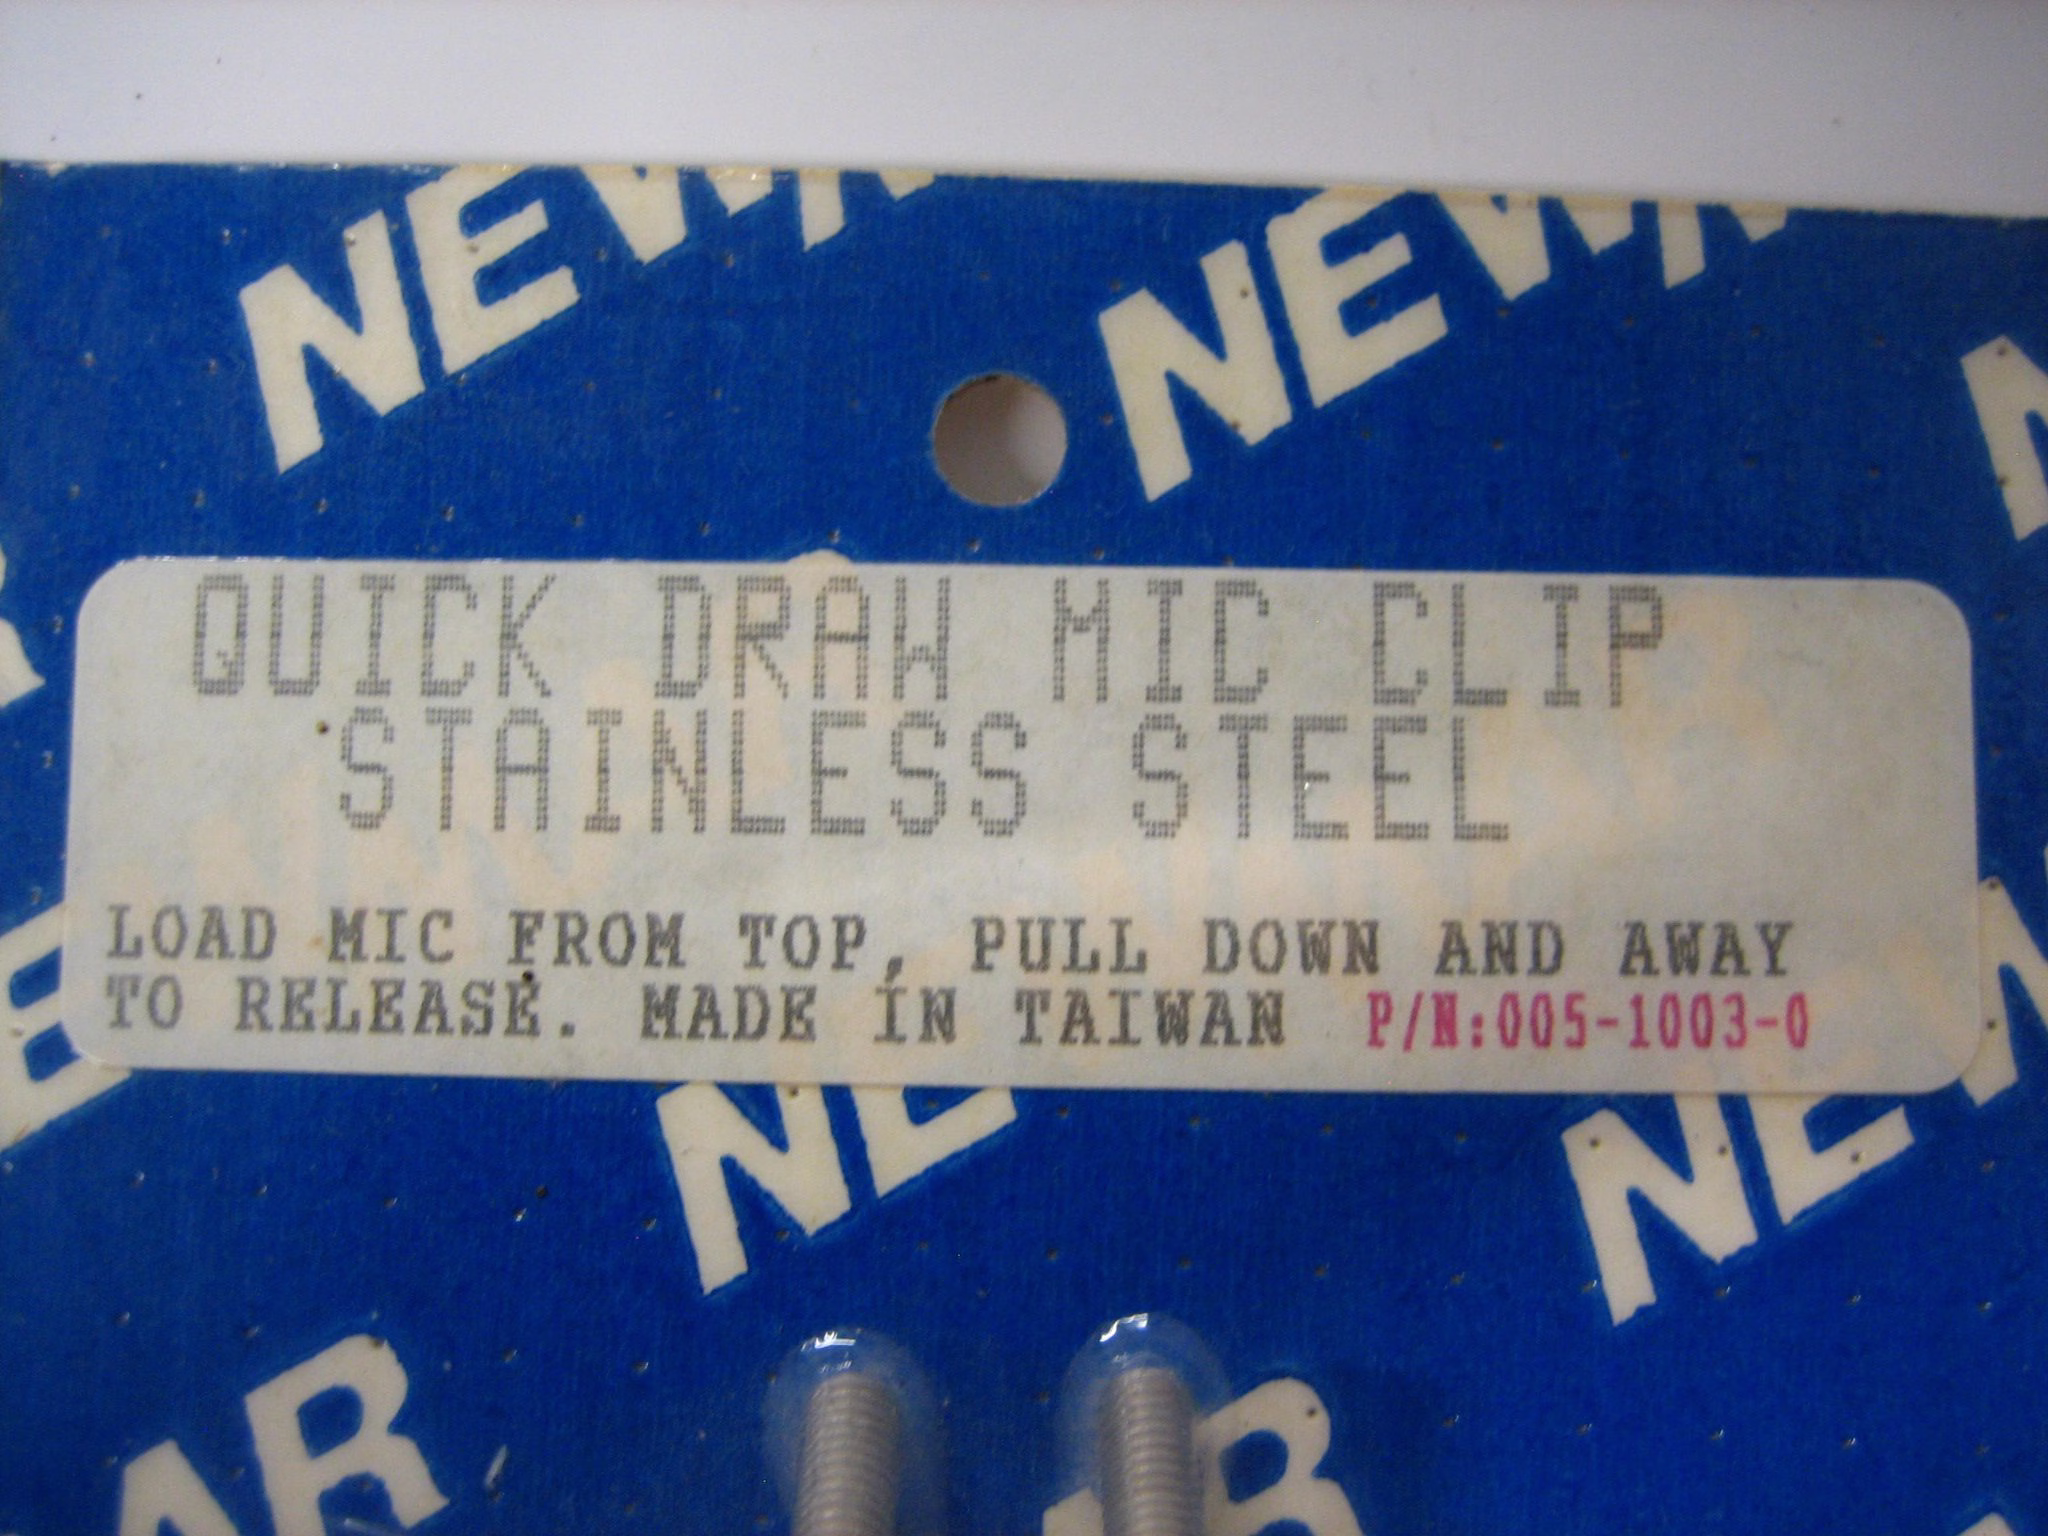 QUICK DRAW MIC CLIP
STAINLESS STEEL
LOAD MIC FROM TOP, PULL DOWN AND AWAY
TO RELEASE. MADE IN TAIWAN P/N:005-1003-0